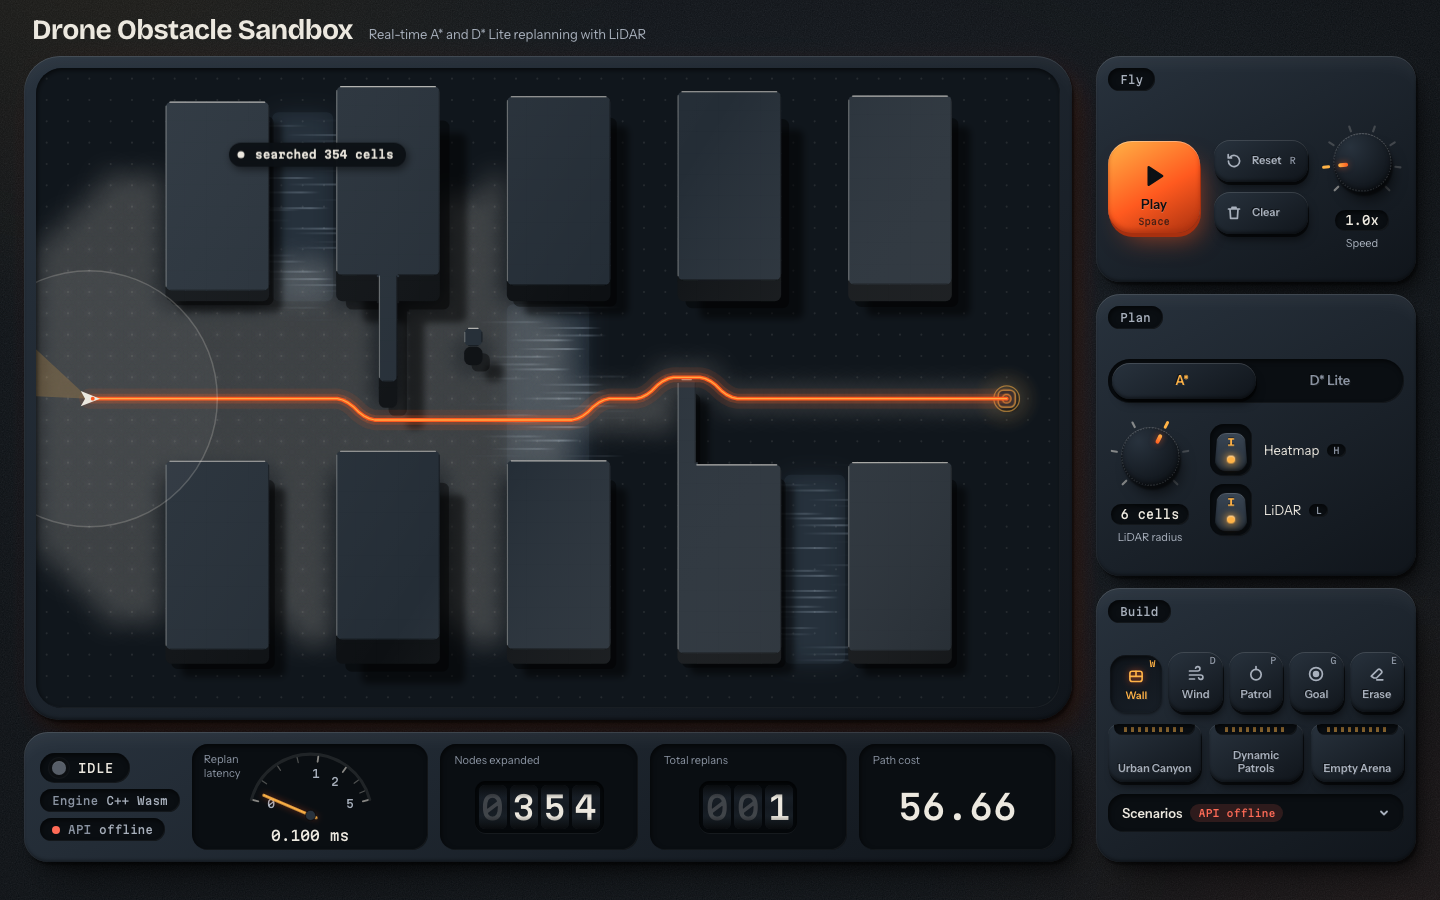 Drone Obstacle Sandbox
Real-time A* and D* Lite replanning with LiDAR
searched 354 cells
Fly
Play
Space
Reset R
Clear
1.0x
Speed
Plan
A*
D* Lite
6 cells
LiDAR radius
I
Heatmap H
I
LiDAR L
Build
W
Wall
D
Wind
P
Patrol
G
Goal
E
Erase
Urban Canyon
Dynamic
Patrols
Empty Arena
Scenarios API offline
IDLE
Engine C++ Wasm
API offline
Replan
latency
0 1 2 5
0.100 ms
Nodes expanded
0354
Total replans
001
Path cost
56.66